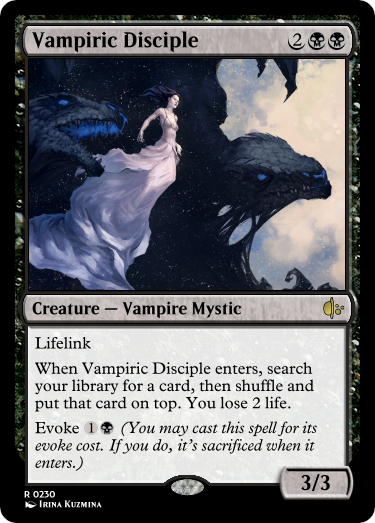 Vampiric Disciple 2
Creature — Vampire Mystic
Lifelink
When Vampiric Disciple enters, search
your library for a card, then shuffle and
put that card on top. You lose 2 life.
Evoke 1 (You may cast this spell for its
evoke cost. If you do, it's sacrificed when it
enters.)
3/3
R 0230
Irina Kuzmina